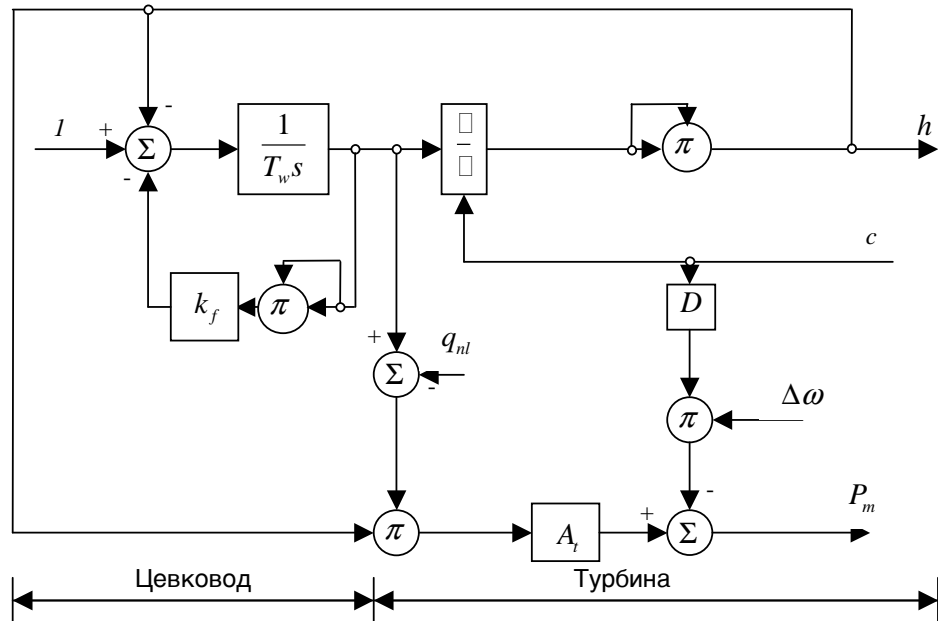 -
1
+
Σ
-
1
T_w s
π
h
c
k_f
π
D
+
q_nl
Σ
-
π
Δω
-
P_m
π
A_t
+
Σ
Цевковод
Турбина